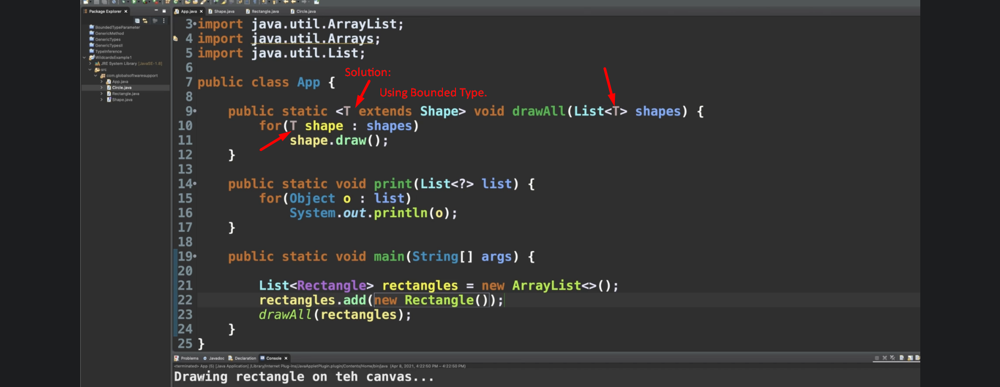 Package Explorer
App.java
Shape.java
Rectangle.java
Circle.java
BoundedTypeParameter
GenericMethod
GenericTypes
GenericTypesII
TypeInference
WildcardsExample1
JRE System Library [JavaSE-1.8]
src
com.globalsoftwaresupport
App.java
Circle.java
Rectangle.java
Shape.java
3 import java.util.ArrayList;
4 import java.util.Arrays;
5 import java.util.List;
6
Solution:
7 public class App {
Using Bounded Type.
8
9 public static <T extends Shape> void drawAll(List<T> shapes) {
10 for(T shape : shapes)
11 shape.draw();
12 }
13
14 public static void print(List<?> list) {
15 for(Object o : list)
16 System.out.println(o);
17 }
18
19 public static void main(String[] args) {
20
21 List<Rectangle> rectangles = new ArrayList<>();
22 rectangles.add(new Rectangle());
23 drawAll(rectangles);
24 }
25 }
Problems @ Javadoc Declaration Console
<terminated> App (5) [Java Application] /Library/Internet Plug-Ins/JavaAppletPlugin.plugin/Contents/Home/bin/java (Apr 8, 2021, 4:22:50 PM – 4:22:50 PM)
Drawing rectangle on teh canvas...